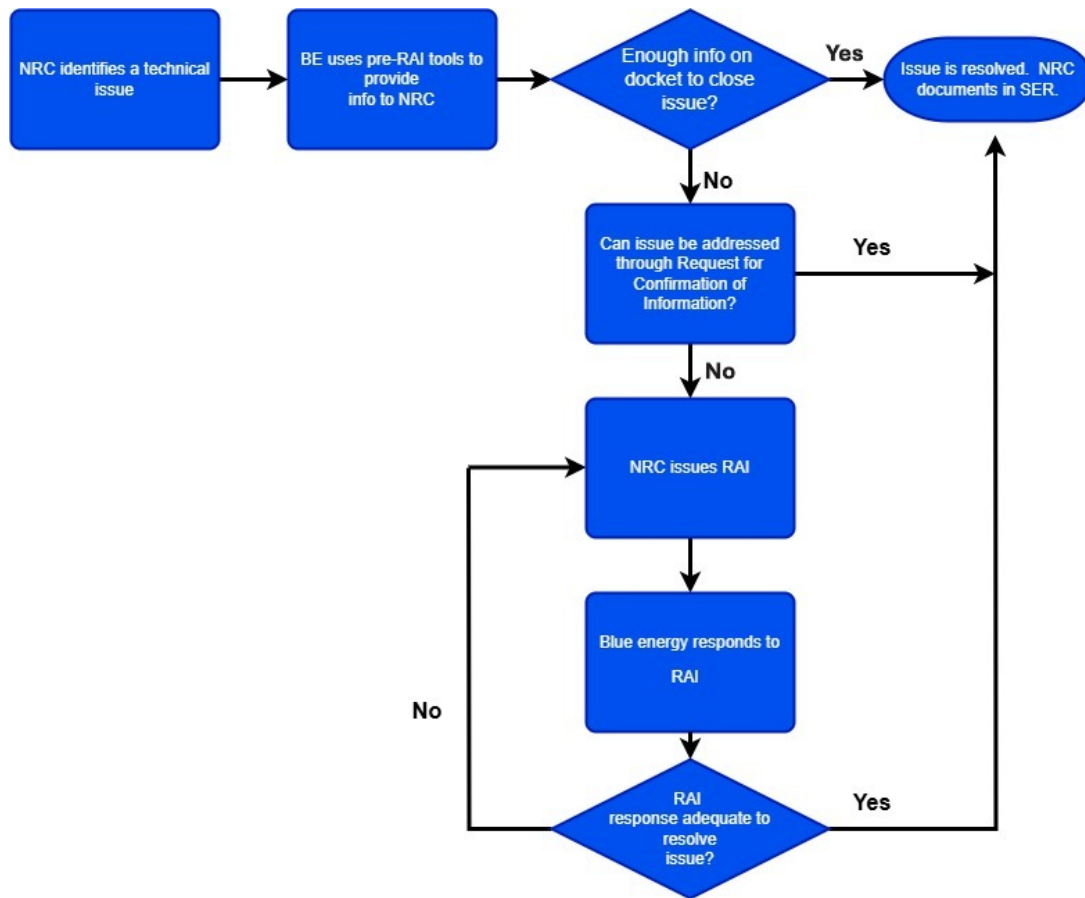 NRC identifies a technical
issue
BE uses pre-RAI tools to
provide
info to NRC
Enough info on
docket to close
issue?
Yes
Issue is resolved.  NRC
documents in SER.
No
Can issue be addressed
through Request for
Confirmation of
Information?
Yes
No
NRC issues RAI
Blue energy responds to
RAI
No
RAI
response adequate to
resolve
issue?
Yes